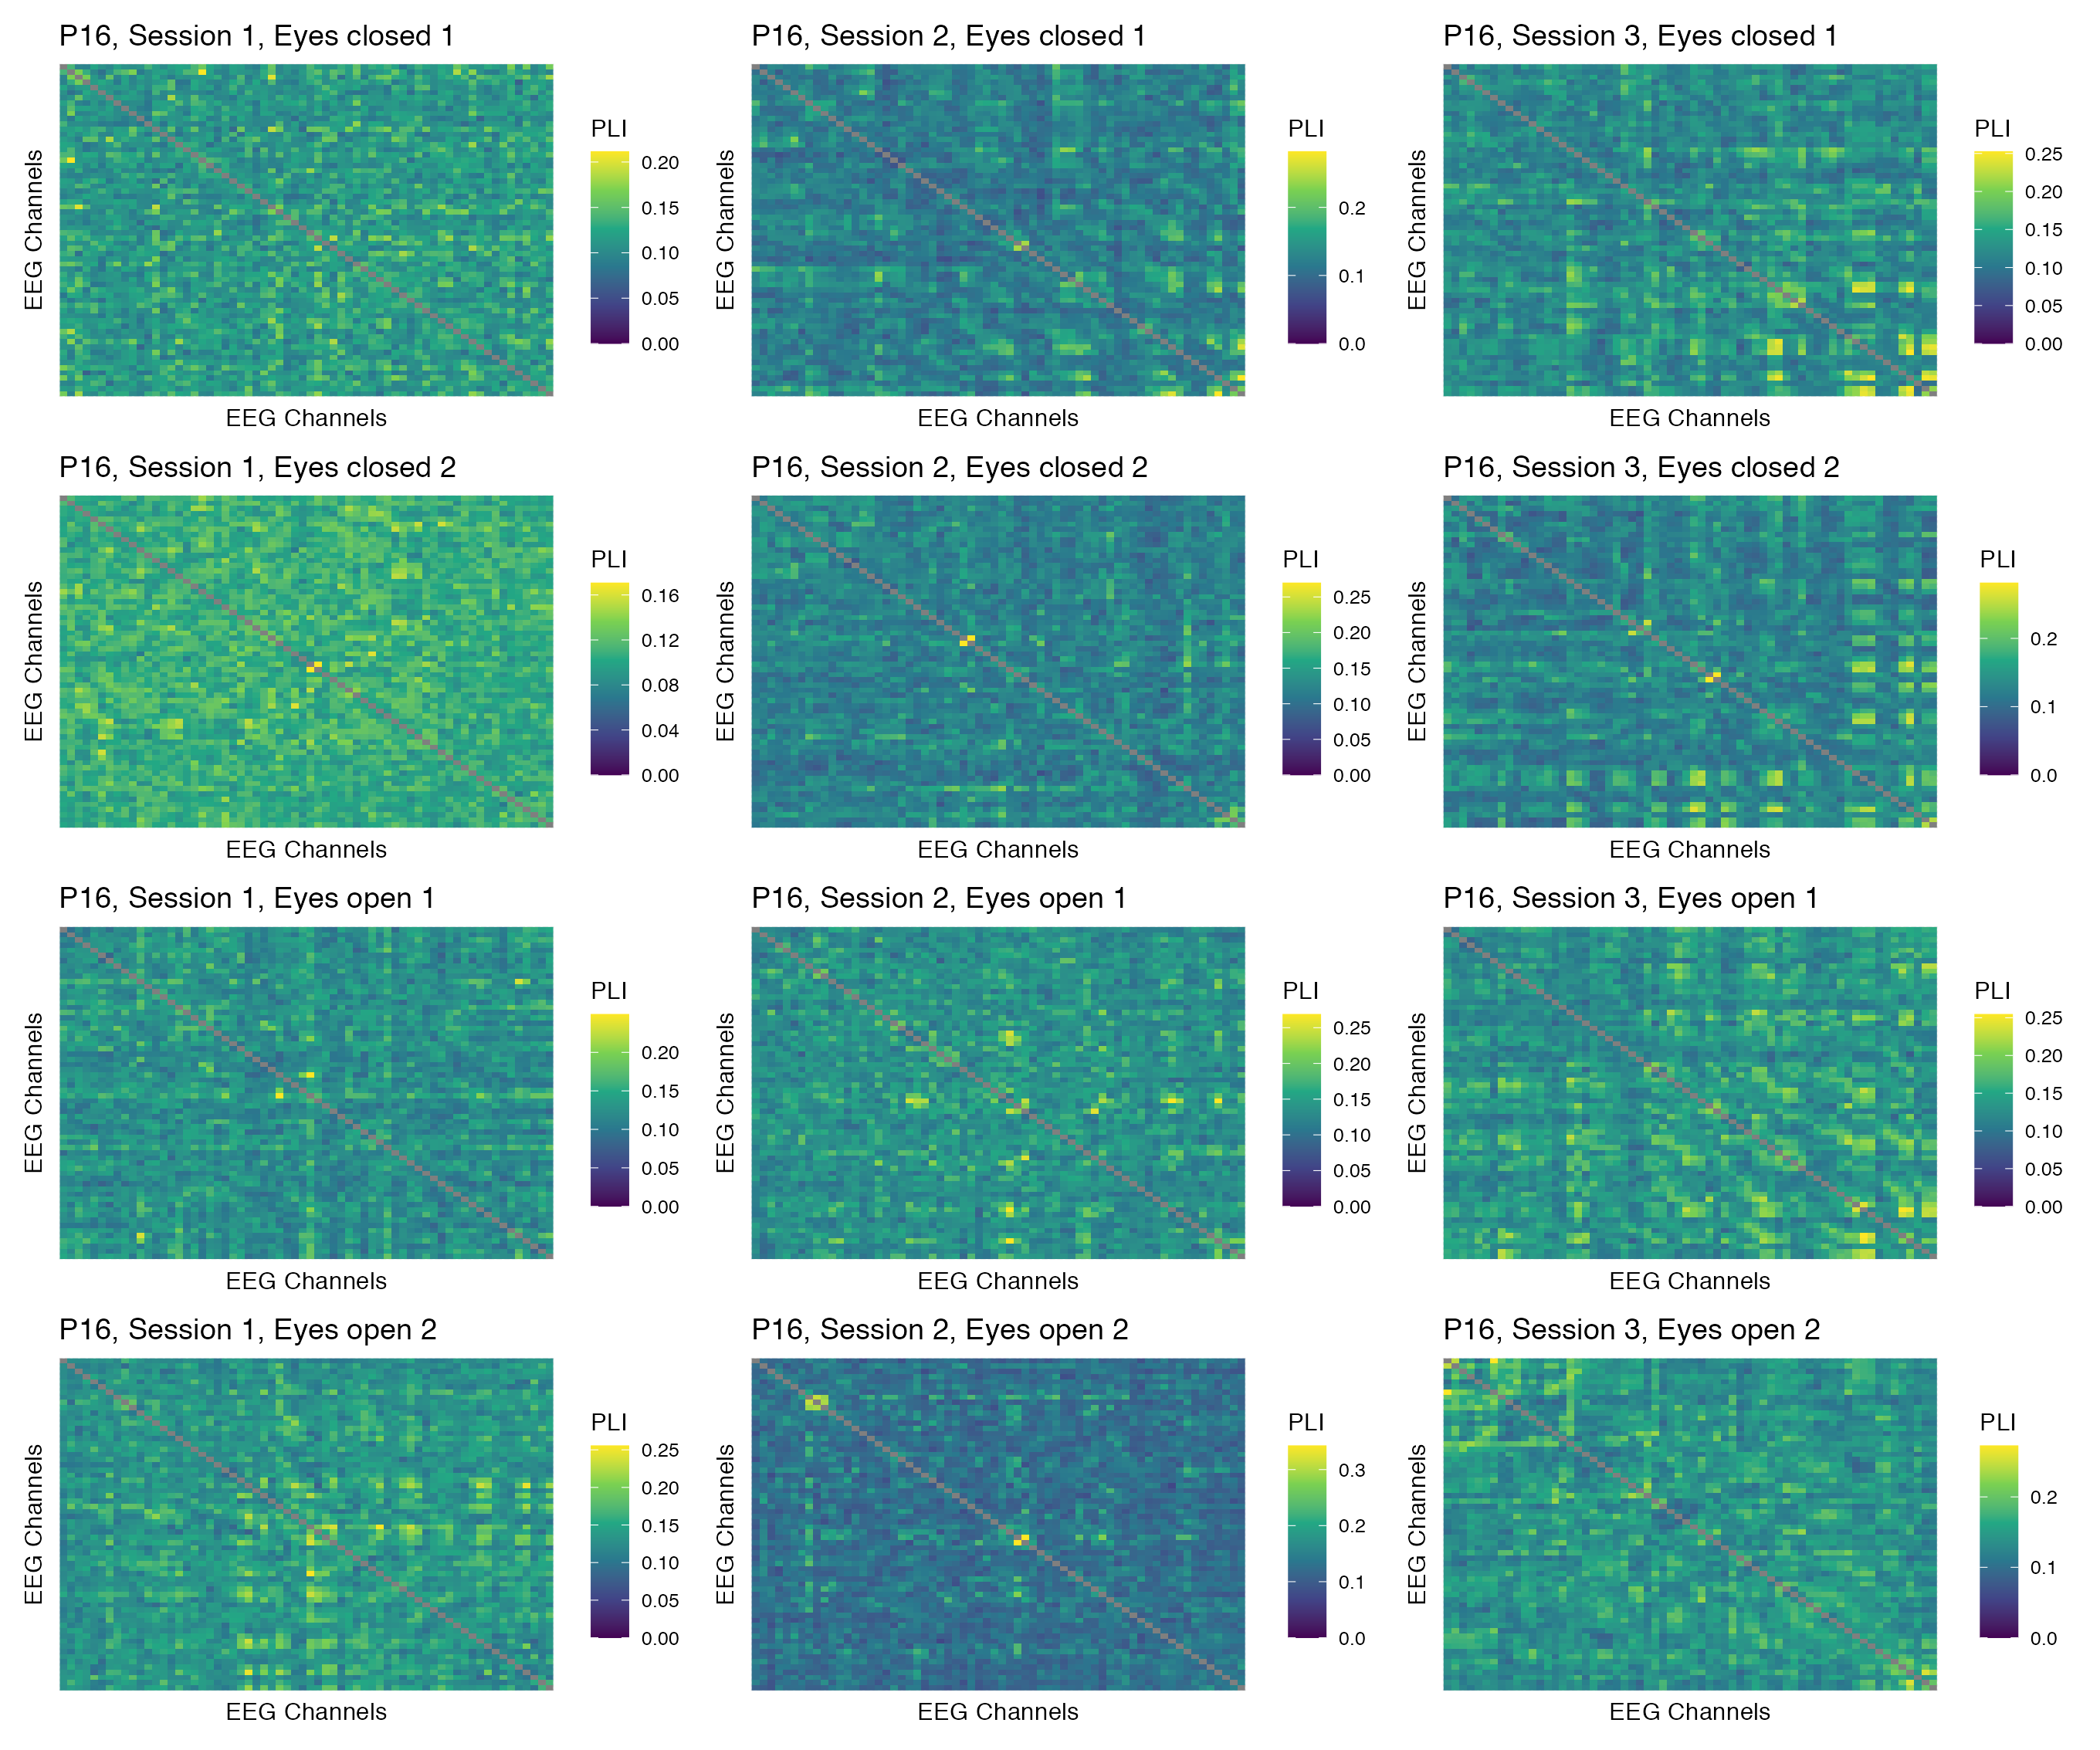 P16, Session 1, Eyes closed 1
EEG Channels
EEG Channels
PLI
0.20
0.15
0.10
0.05
0.00
P16, Session 2, Eyes closed 1
EEG Channels
EEG Channels
PLI
0.2
0.1
0.0
P16, Session 3, Eyes closed 1
EEG Channels
EEG Channels
PLI
0.25
0.20
0.15
0.10
0.05
0.00
P16, Session 1, Eyes closed 2
EEG Channels
EEG Channels
PLI
0.16
0.12
0.08
0.04
0.00
P16, Session 2, Eyes closed 2
EEG Channels
EEG Channels
PLI
0.25
0.20
0.15
0.10
0.05
0.00
P16, Session 3, Eyes closed 2
EEG Channels
EEG Channels
PLI
0.2
0.1
0.0
P16, Session 1, Eyes open 1
EEG Channels
EEG Channels
PLI
0.20
0.15
0.10
0.05
0.00
P16, Session 2, Eyes open 1
EEG Channels
EEG Channels
PLI
0.25
0.20
0.15
0.10
0.05
0.00
P16, Session 3, Eyes open 1
EEG Channels
EEG Channels
PLI
0.25
0.20
0.15
0.10
0.05
0.00
P16, Session 1, Eyes open 2
EEG Channels
EEG Channels
PLI
0.25
0.20
0.15
0.10
0.05
0.00
P16, Session 2, Eyes open 2
EEG Channels
EEG Channels
PLI
0.3
0.2
0.1
0.0
P16, Session 3, Eyes open 2
EEG Channels
EEG Channels
PLI
0.2
0.1
0.0